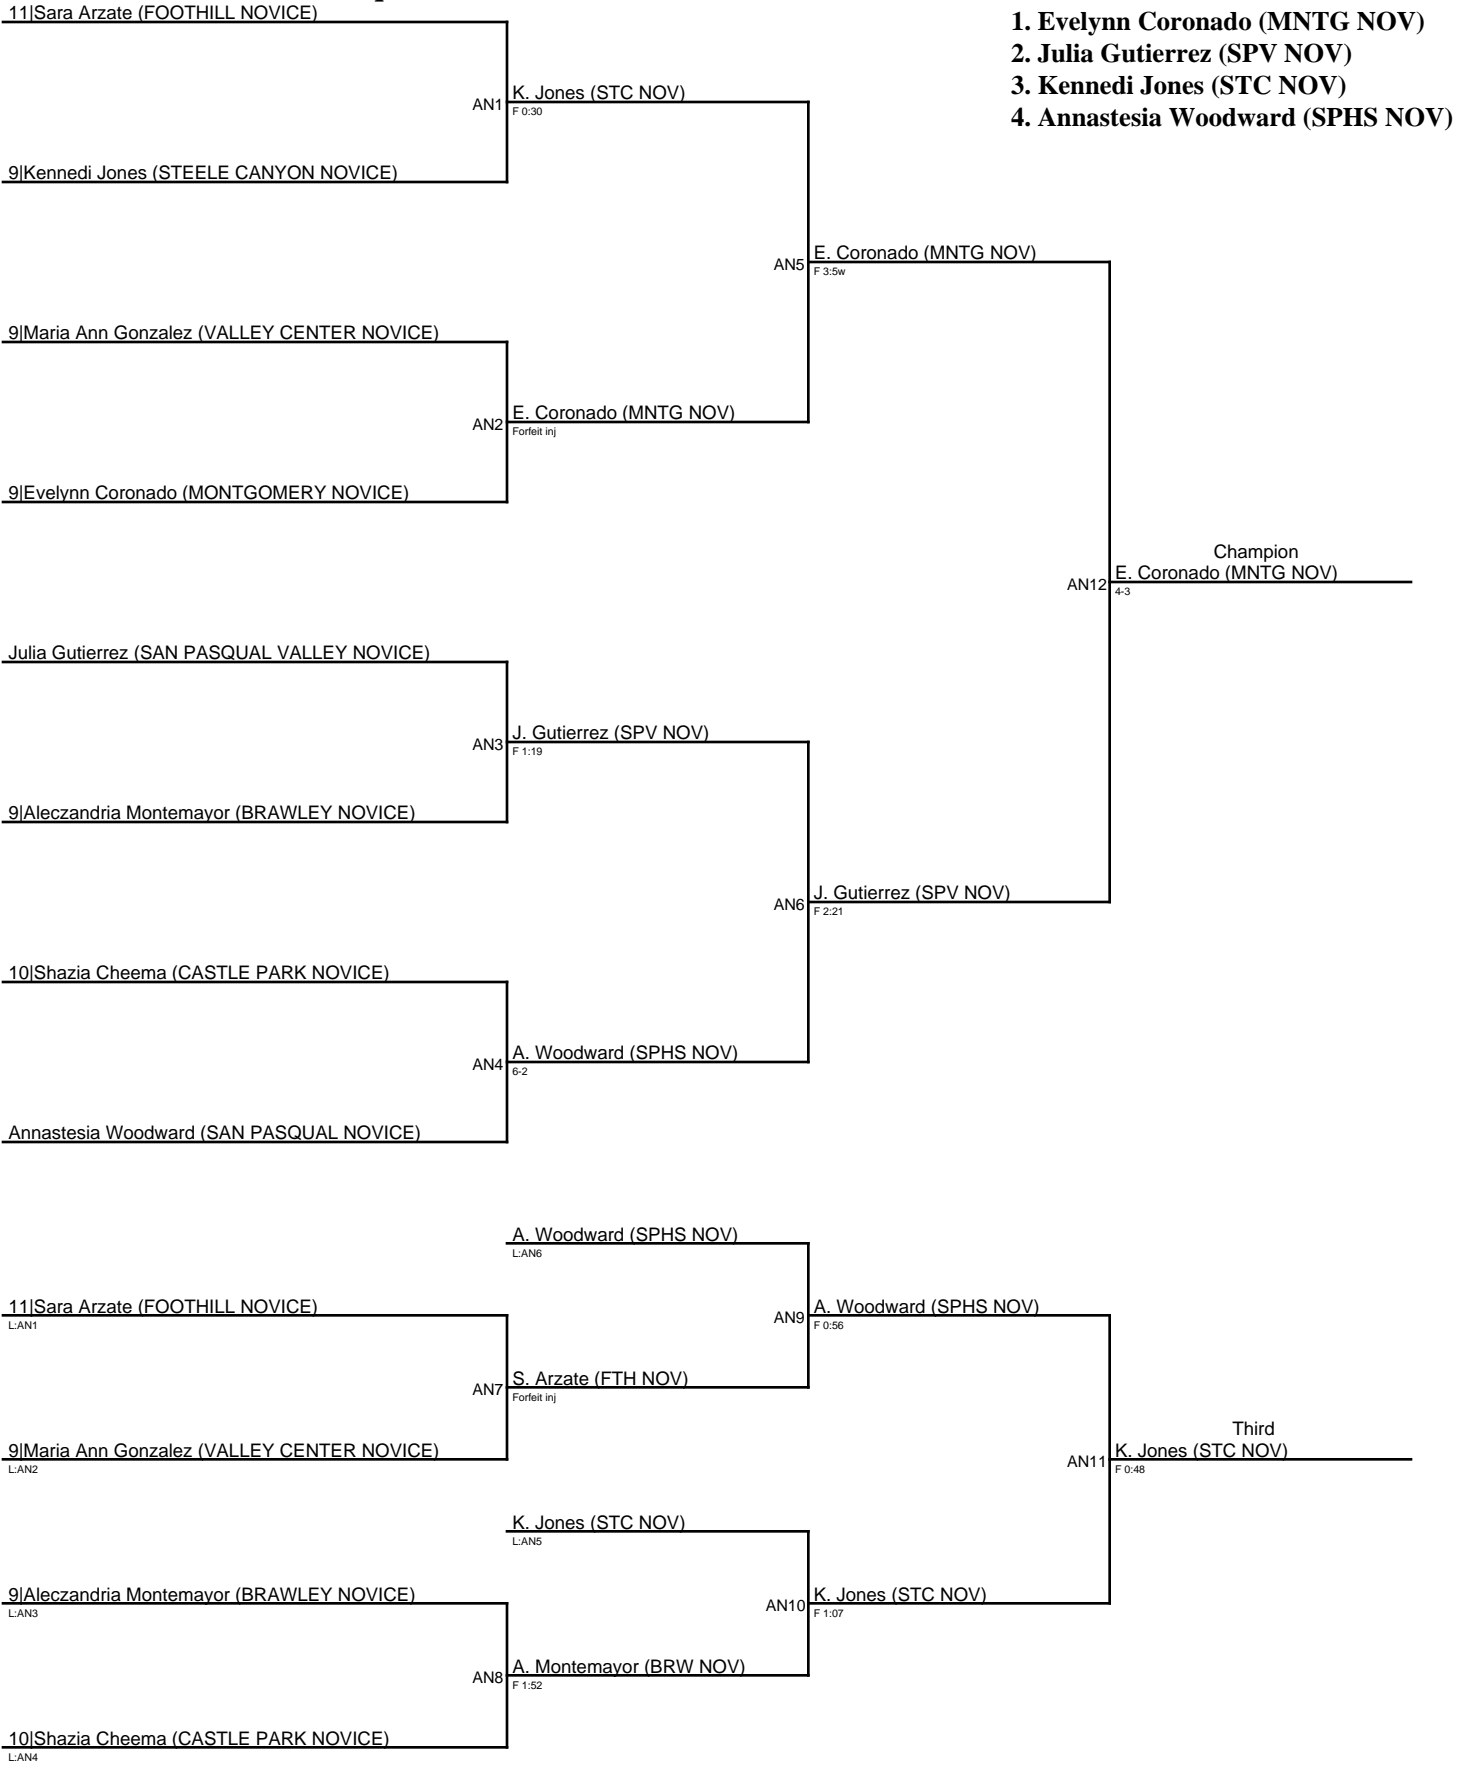 11|Sara Arzate (FOOTHILL NOVICE)
1. Evelynn Coronado (MNTG NOV)
2. Julia Gutierrez (SPV NOV)
3. Kennedi Jones (STC NOV)
4. Annastesia Woodward (SPHS NOV)
AN1
K. Jones (STC NOV)
F 0:30
9|Kennedi Jones (STEELE CANYON NOVICE)
AN5
E. Coronado (MNTG NOV)
F 3:5w
9|Maria Ann Gonzalez (VALLEY CENTER NOVICE)
AN2
E. Coronado (MNTG NOV)
Forfeit inj
9|Evelynn Coronado (MONTGOMERY NOVICE)
Champion
AN12
E. Coronado (MNTG NOV)
4-3
Julia Gutierrez (SAN PASQUAL VALLEY NOVICE)
AN3
J. Gutierrez (SPV NOV)
F 1:19
9|Aleczandria Montemayor (BRAWLEY NOVICE)
AN6
J. Gutierrez (SPV NOV)
F 2:21
10|Shazia Cheema (CASTLE PARK NOVICE)
AN4
A. Woodward (SPHS NOV)
6-2
Annastesia Woodward (SAN PASQUAL NOVICE)
A. Woodward (SPHS NOV)
L:AN6
11|Sara Arzate (FOOTHILL NOVICE)
L:AN1
AN9
A. Woodward (SPHS NOV)
F 0:56
AN7
S. Arzate (FTH NOV)
Forfeit inj
9|Maria Ann Gonzalez (VALLEY CENTER NOVICE)
L:AN2
Third
AN11
K. Jones (STC NOV)
F 0:48
K. Jones (STC NOV)
L:AN5
9|Aleczandria Montemayor (BRAWLEY NOVICE)
L:AN3
AN10
K. Jones (STC NOV)
F 1:07
AN8
A. Montemayor (BRW NOV)
F 1:52
10|Shazia Cheema (CASTLE PARK NOVICE)
L:AN4